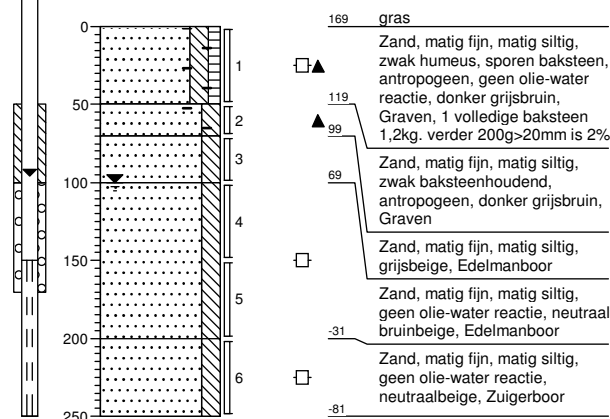 0
50
100
150
200
250
1
2
3
4
5
6
169 gras
Zand, matig fijn, matig siltig,
zwak humeus, sporen baksteen,
antropogeen, geen olie-water
reactie, donker grijsbruin,
Graven, 1 volledige baksteen
1,2kg. verder 200g>20mm is 2%
119
Zand, matig fijn, matig siltig,
zwak baksteenhoudend,
antropogeen, donker grijsbruin,
Graven
99
Zand, matig fijn, matig siltig,
grijsbeige, Edelmanboor
69
Zand, matig fijn, matig siltig,
geen olie-water reactie, neutraal
bruinbeige, Edelmanboor
-31
Zand, matig fijn, matig siltig,
geen olie-water reactie,
neutraalbeige, Zuigerboor
-81